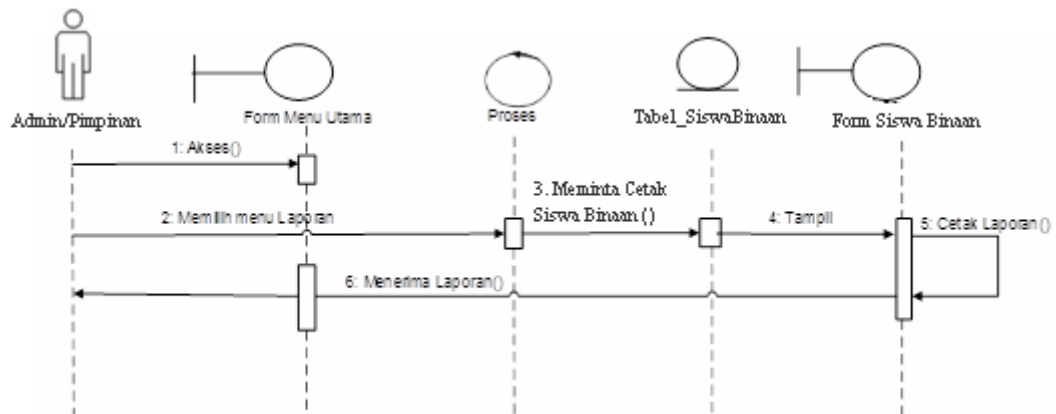 Admin/Pimpinan
Form Menu Utama
Proses
Tabel_SiswaBinaan
Form Siswa Binaan
1: Akses()
2: Memilih menu Laporan
3. Meminta Cetak
Siswa Binaan ()
4: Tampil
5: Cetak Laporan()
6: Menerima Laporan()